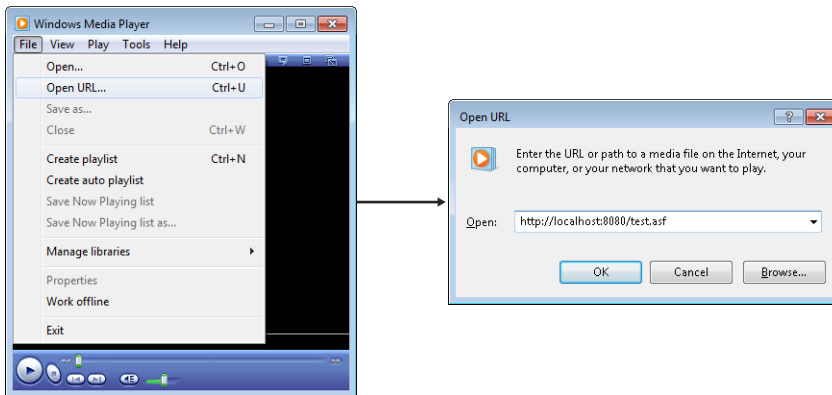 Windows Media Player
File View Play Tools Help
Open... Ctrl+O
Open URL... Ctrl+U
Save as...
Close Ctrl+W
Create playlist Ctrl+N
Create auto playlist
Save Now Playing list
Save Now Playing list as...
Manage libraries
Properties
Work offline
Exit
Open URL
Enter the URL or path to a media file on the Internet, your
computer, or your network that you want to play.
Open: http://localhost:8080/test.asf
OK Cancel Browse...